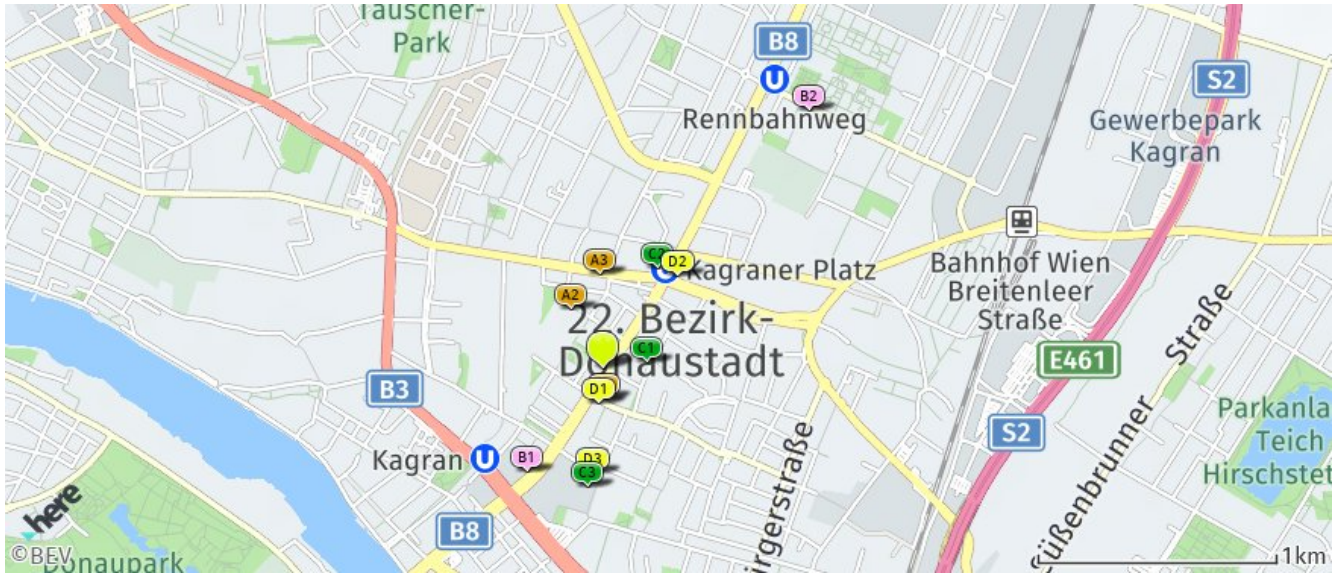 Tauscher-
Park
B8
U
B2
Rennbahnweg
S2
Gewerbepark
Kagran
A3
C2
D2
Kagraner Platz
A2
22. Bezirk-
Donaustadt
C1
Bahnhof Wien
Breitenleer
Straße
E461
B3
D1
S2
Straße
Süßenbrunner
Parkanla
Teich
Hirschstet
Kagran
U
B1
D3
C3
B8
irgerstraße
here
©BEV
Donaupark
1km